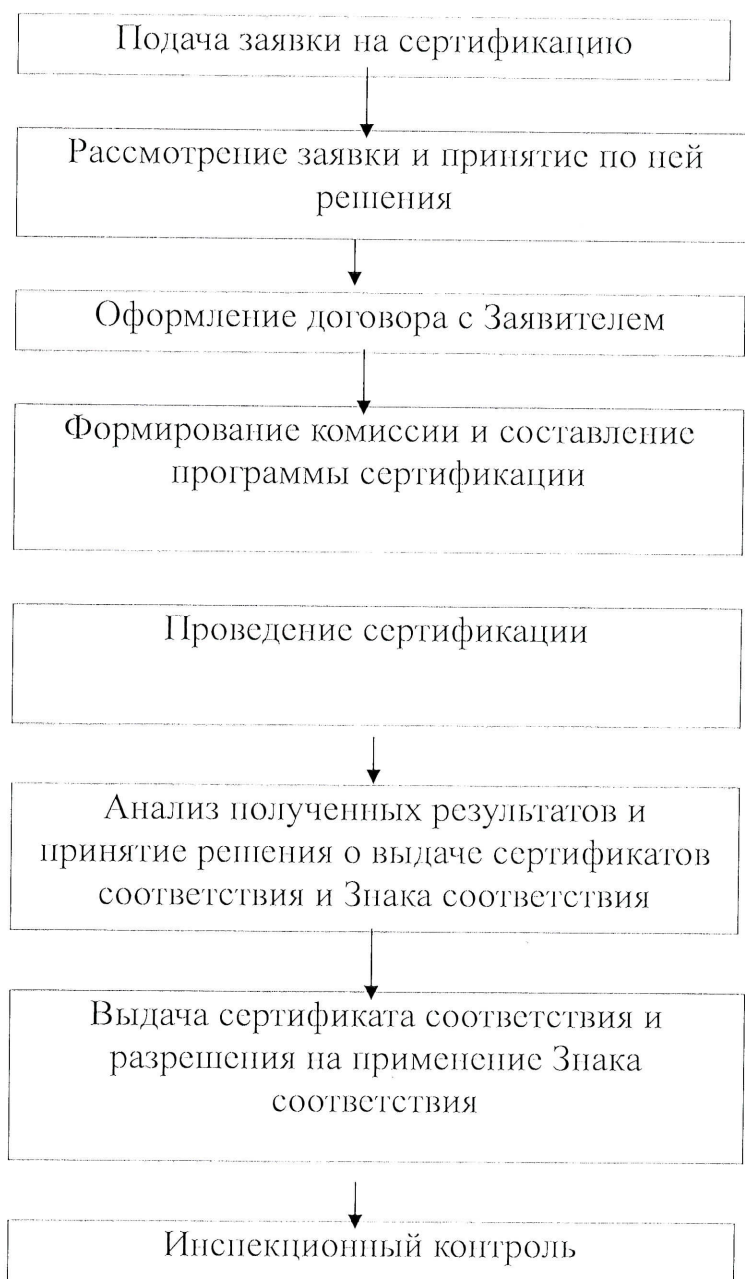 Подача заявки на сертификацию
Рассмотрение заявки и принятие по ней
решения
Оформление договора с Заявителем
Формирование комиссии и составление
программы сертификации
Проведение сертификации
Анализ полученных результатов и
принятие решения о выдаче сертификатов
соответствия и Знака соответствия
Выдача сертификата соответствия и
разрешения на применение Знака
соответствия
Инспекционный контроль